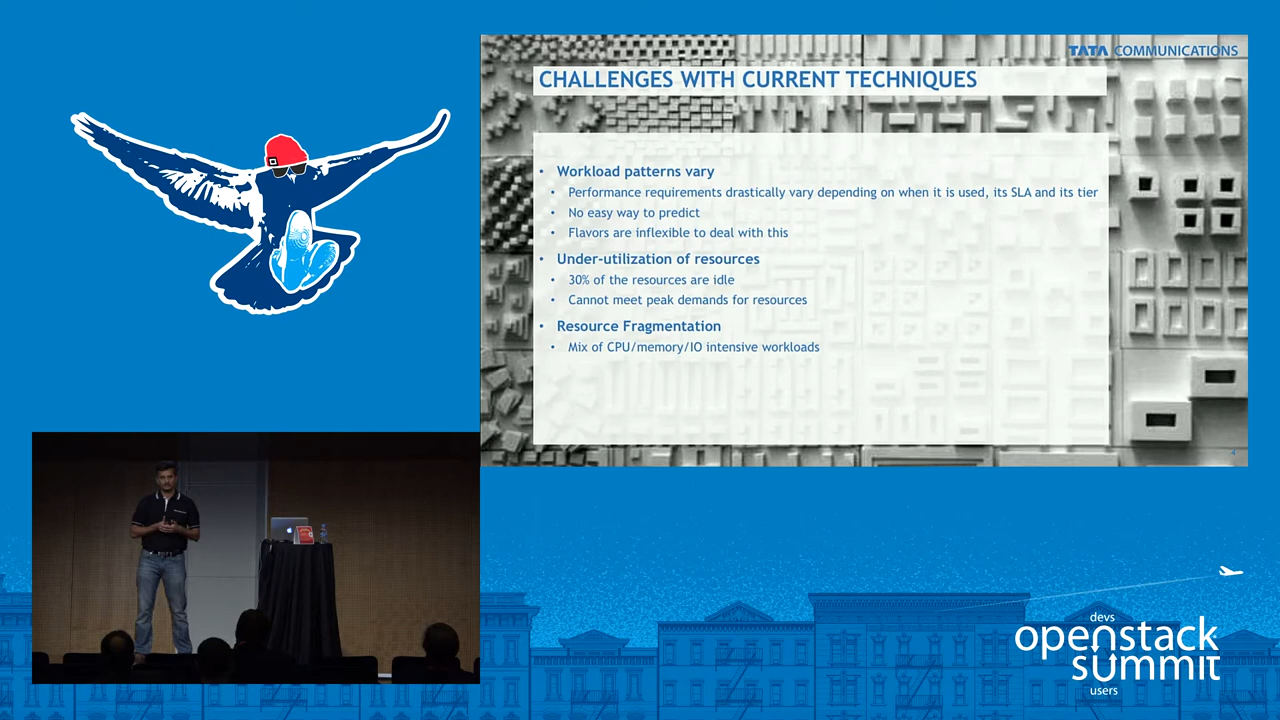 TATA COMMUNICATIONS
CHALLENGES WITH CURRENT TECHNIQUES
• Workload patterns vary
• Performance requirements drastically vary depending on when it is used, its SLA and its tier
• No easy way to predict
• Flavors are inflexible to deal with this
• Under-utilization of resources
• 30% of the resources are idle
• Cannot meet peak demands for resources
• Resource Fragmentation
• Mix of CPU/memory/IO intensive workloads
4
devs
openstack
summit
users